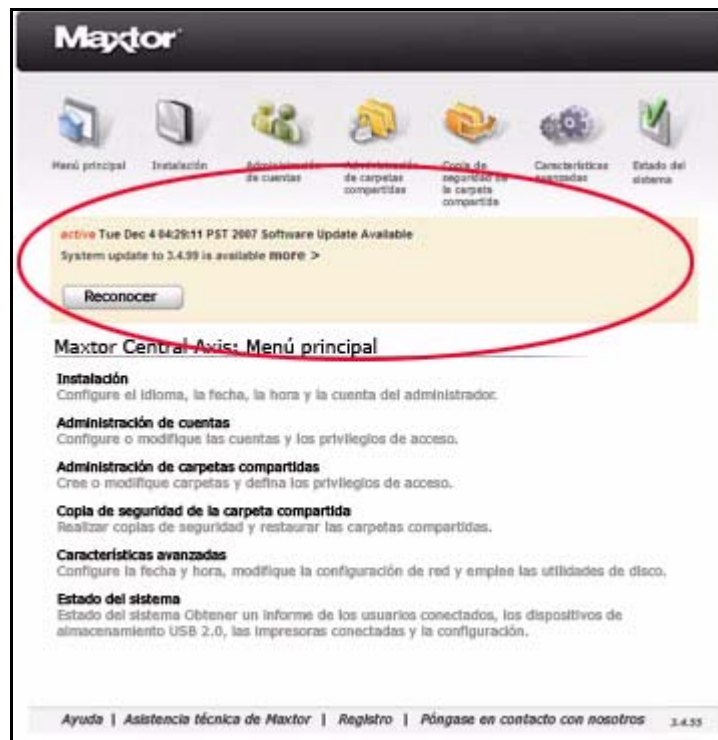 Maxtor
Menú principal
Instalación
Administración
de cuentas
Administración
de carpetas
compartidas
Copia de
seguridad de
la carpeta
compartida
Características
avanzadas
Estado del
sistema
active Tue Dec 4 04:29:11 PST 2007 Software Update Available
System update to 3.4.99 is available more >
Reconocer
Maxtor Central Axis: Menú principal
Instalación
Configure el idioma, la fecha, la hora y la cuenta del administrador.
Administración de cuentas
Configure o modifique las cuentas y los privilegios de acceso.
Administración de carpetas compartidas
Cree o modifique carpetas y defina los privilegios de acceso.
Copia de seguridad de la carpeta compartida
Realizar copias de seguridad y restaurar las carpetas compartidas.
Características avanzadas
Configure la fecha y hora, modifique la configuración de red y emplee las utilidades de disco.
Estado del sistema
Estado del sistema Obtener un informe de los usuarios conectados, los dispositivos de
almacenamiento USB 2.0, las impresoras conectadas y la configuración.
Ayuda | Asistencia técnica de Maxtor | Registro | Póngase en contacto con nosotros 3.4.55